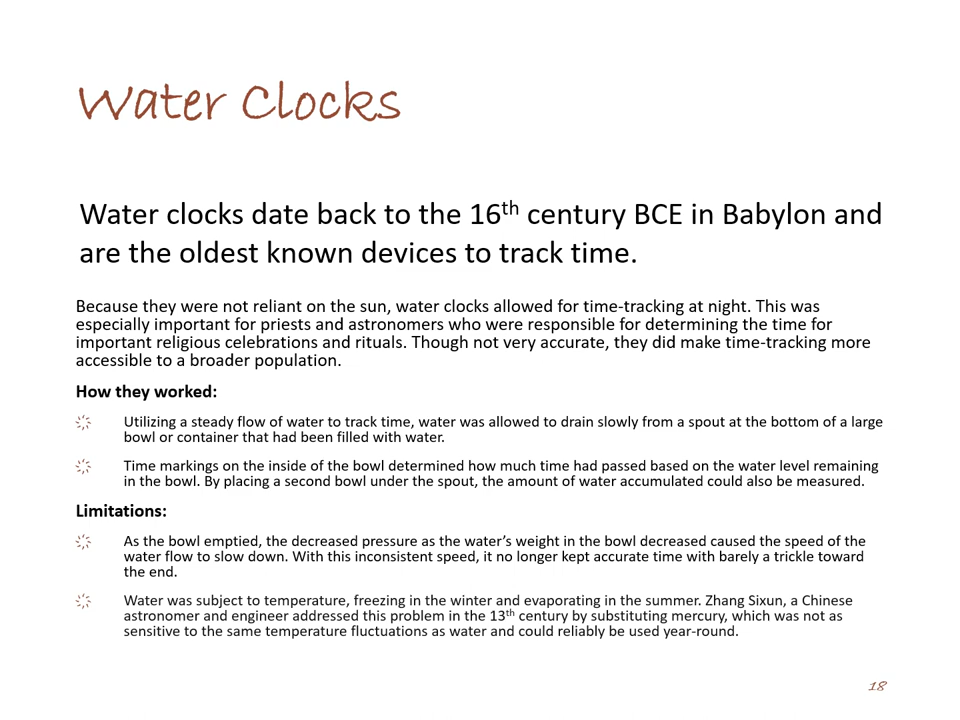 Water Clocks
Water clocks date back to the 16th century BCE in Babylon and
are the oldest known devices to track time.
Because they were not reliant on the sun, water clocks allowed for time-tracking at night. This was
especially important for priests and astronomers who were responsible for determining the time for
important religious celebrations and rituals. Though not very accurate, they did make time-tracking more
accessible to a broader population.
How they worked:
Utilizing a steady flow of water to track time, water was allowed to drain slowly from a spout at the bottom of a large
bowl or container that had been filled with water.
Time markings on the inside of the bowl determined how much time had passed based on the water level remaining
in the bowl. By placing a second bowl under the spout, the amount of water accumulated could also be measured.
Limitations:
As the bowl emptied, the decreased pressure as the water’s weight in the bowl decreased caused the speed of the
water flow to slow down. With this inconsistent speed, it no longer kept accurate time with barely a trickle toward
the end.
Water was subject to temperature, freezing in the winter and evaporating in the summer. Zhang Sixun, a Chinese
astronomer and engineer addressed this problem in the 13th century by substituting mercury, which was not as
sensitive to the same temperature fluctuations as water and could reliably be used year-round.
18